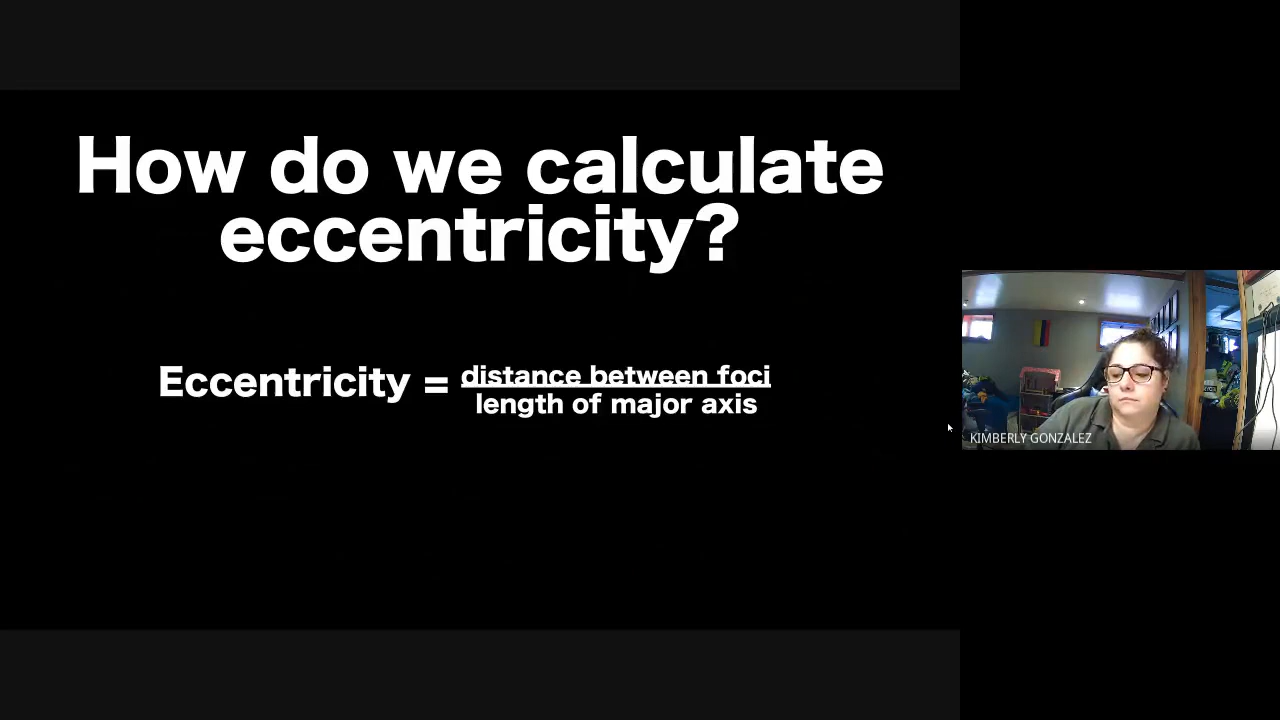 How do we calculate
eccentricity?
Eccentricity = distance between foci
length of major axis
KIMBERLY GONZALEZ